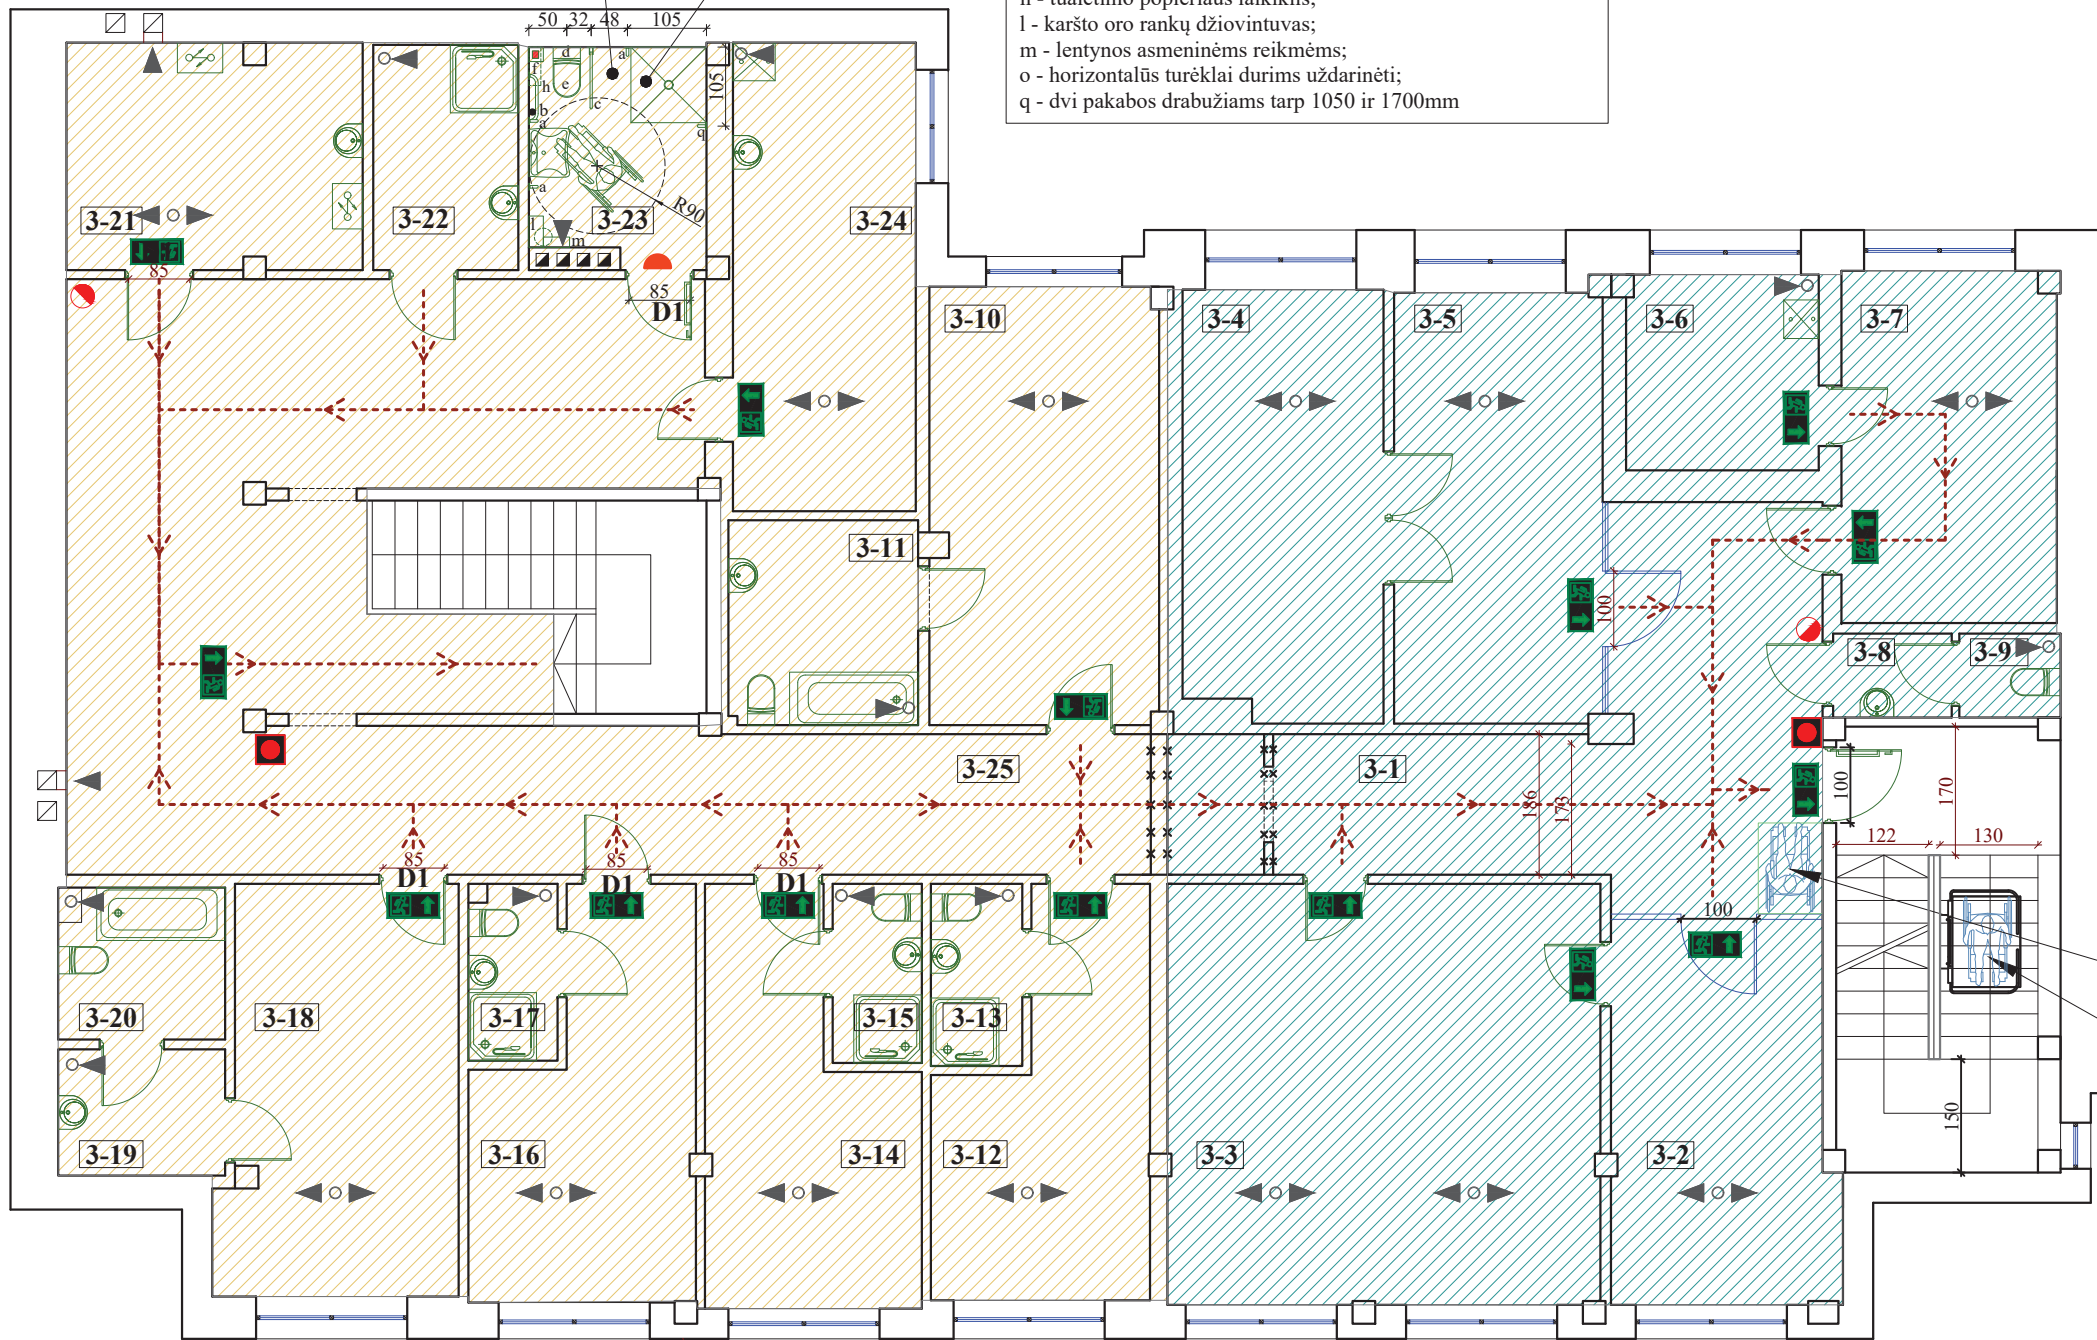 l - karšto oro rankų džiovintuvas;
m - lentynos asmeninėms reikmėms;
o - horizontalūs turėklai durims uždarinėti;
q - dvi pakabos drabužiams tarp 1050 ir 1700mm
50 32 48 105
105
d
a
f
h
e
c
b
a
q
a
R90
l
m
3-21
3-22
3-23
3-24
85
85
D1
3-10
3-4
3-5
3-6
3-7
3-11
100
3-8
3-9
3-25
3-1
186
173
100
170
122
130
85
D1
85
D1
85
D1
100
3-20
3-18
3-17
3-15
3-13
150
3-19
3-16
3-14
3-12
3-3
3-2